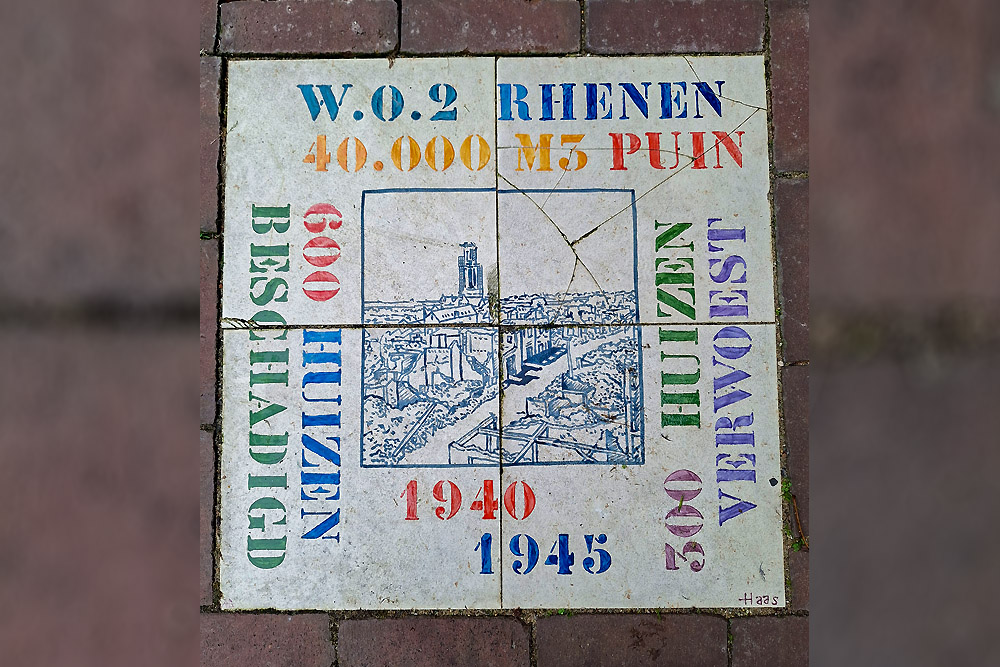 W.O.2 RHENEN
40.000 M3 PUIN
600 HUIZEN
BESCHADIGD
300 HUIZEN
VERWOEST
1940
1945
Haas